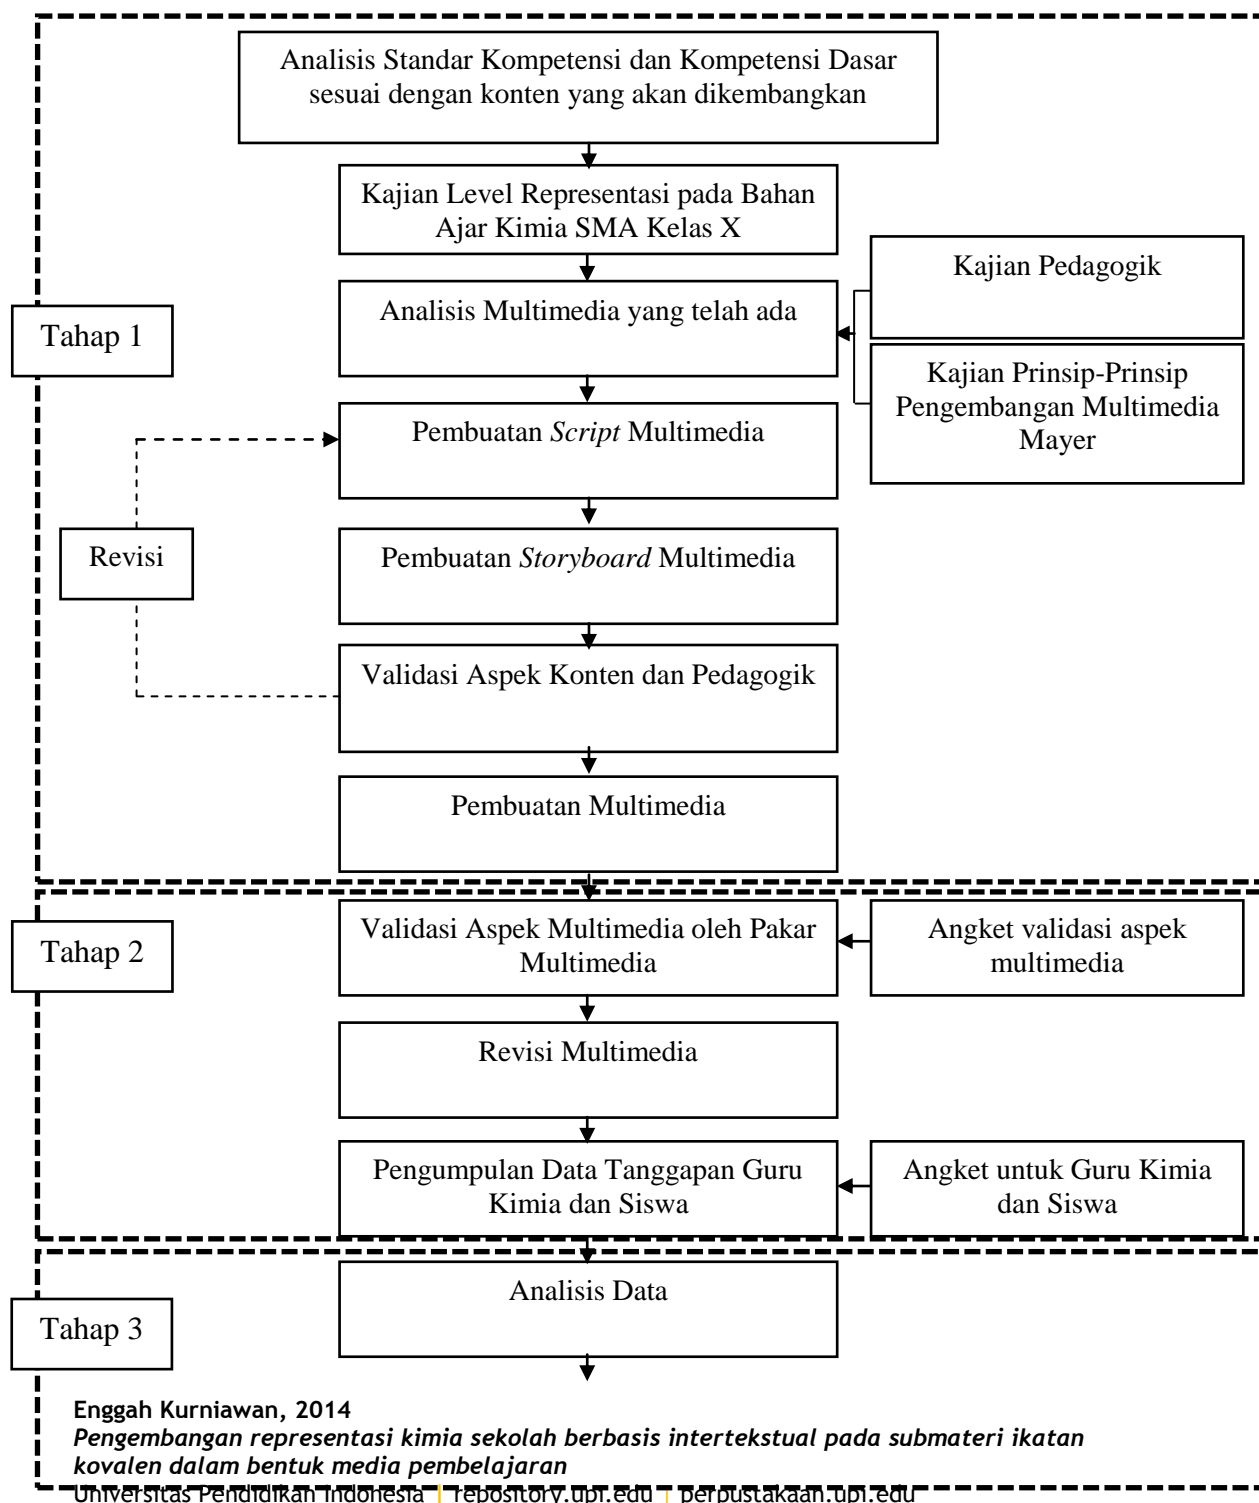 Analisis Standar Kompetensi dan Kompetensi Dasar
sesuai dengan konten yang akan dikembangkan
Kajian Level Representasi pada Bahan
Ajar Kimia SMA Kelas X
Kajian Pedagogik
Analisis Multimedia yang telah ada
Tahap 1
Kajian Prinsip-Prinsip
Pengembangan Multimedia
Mayer
Pembuatan Script Multimedia
Revisi
Pembuatan Storyboard Multimedia
Validasi Aspek Konten dan Pedagogik
Pembuatan Multimedia
Tahap 2
Validasi Aspek Multimedia oleh Pakar
Multimedia
Angket validasi aspek
multimedia
Revisi Multimedia
Pengumpulan Data Tanggapan Guru
Kimia dan Siswa
Angket untuk Guru Kimia
dan Siswa
Analisis Data
Tahap 3
Enggah Kurniawan, 2014
Pengembangan representasi kimia sekolah berbasis intertekstual pada submateri ikatan
kovalen dalam bentuk media pembelajaran
Universitas Pendidikan Indonesia | repository.upi.edu | perpustakaan.upi.edu